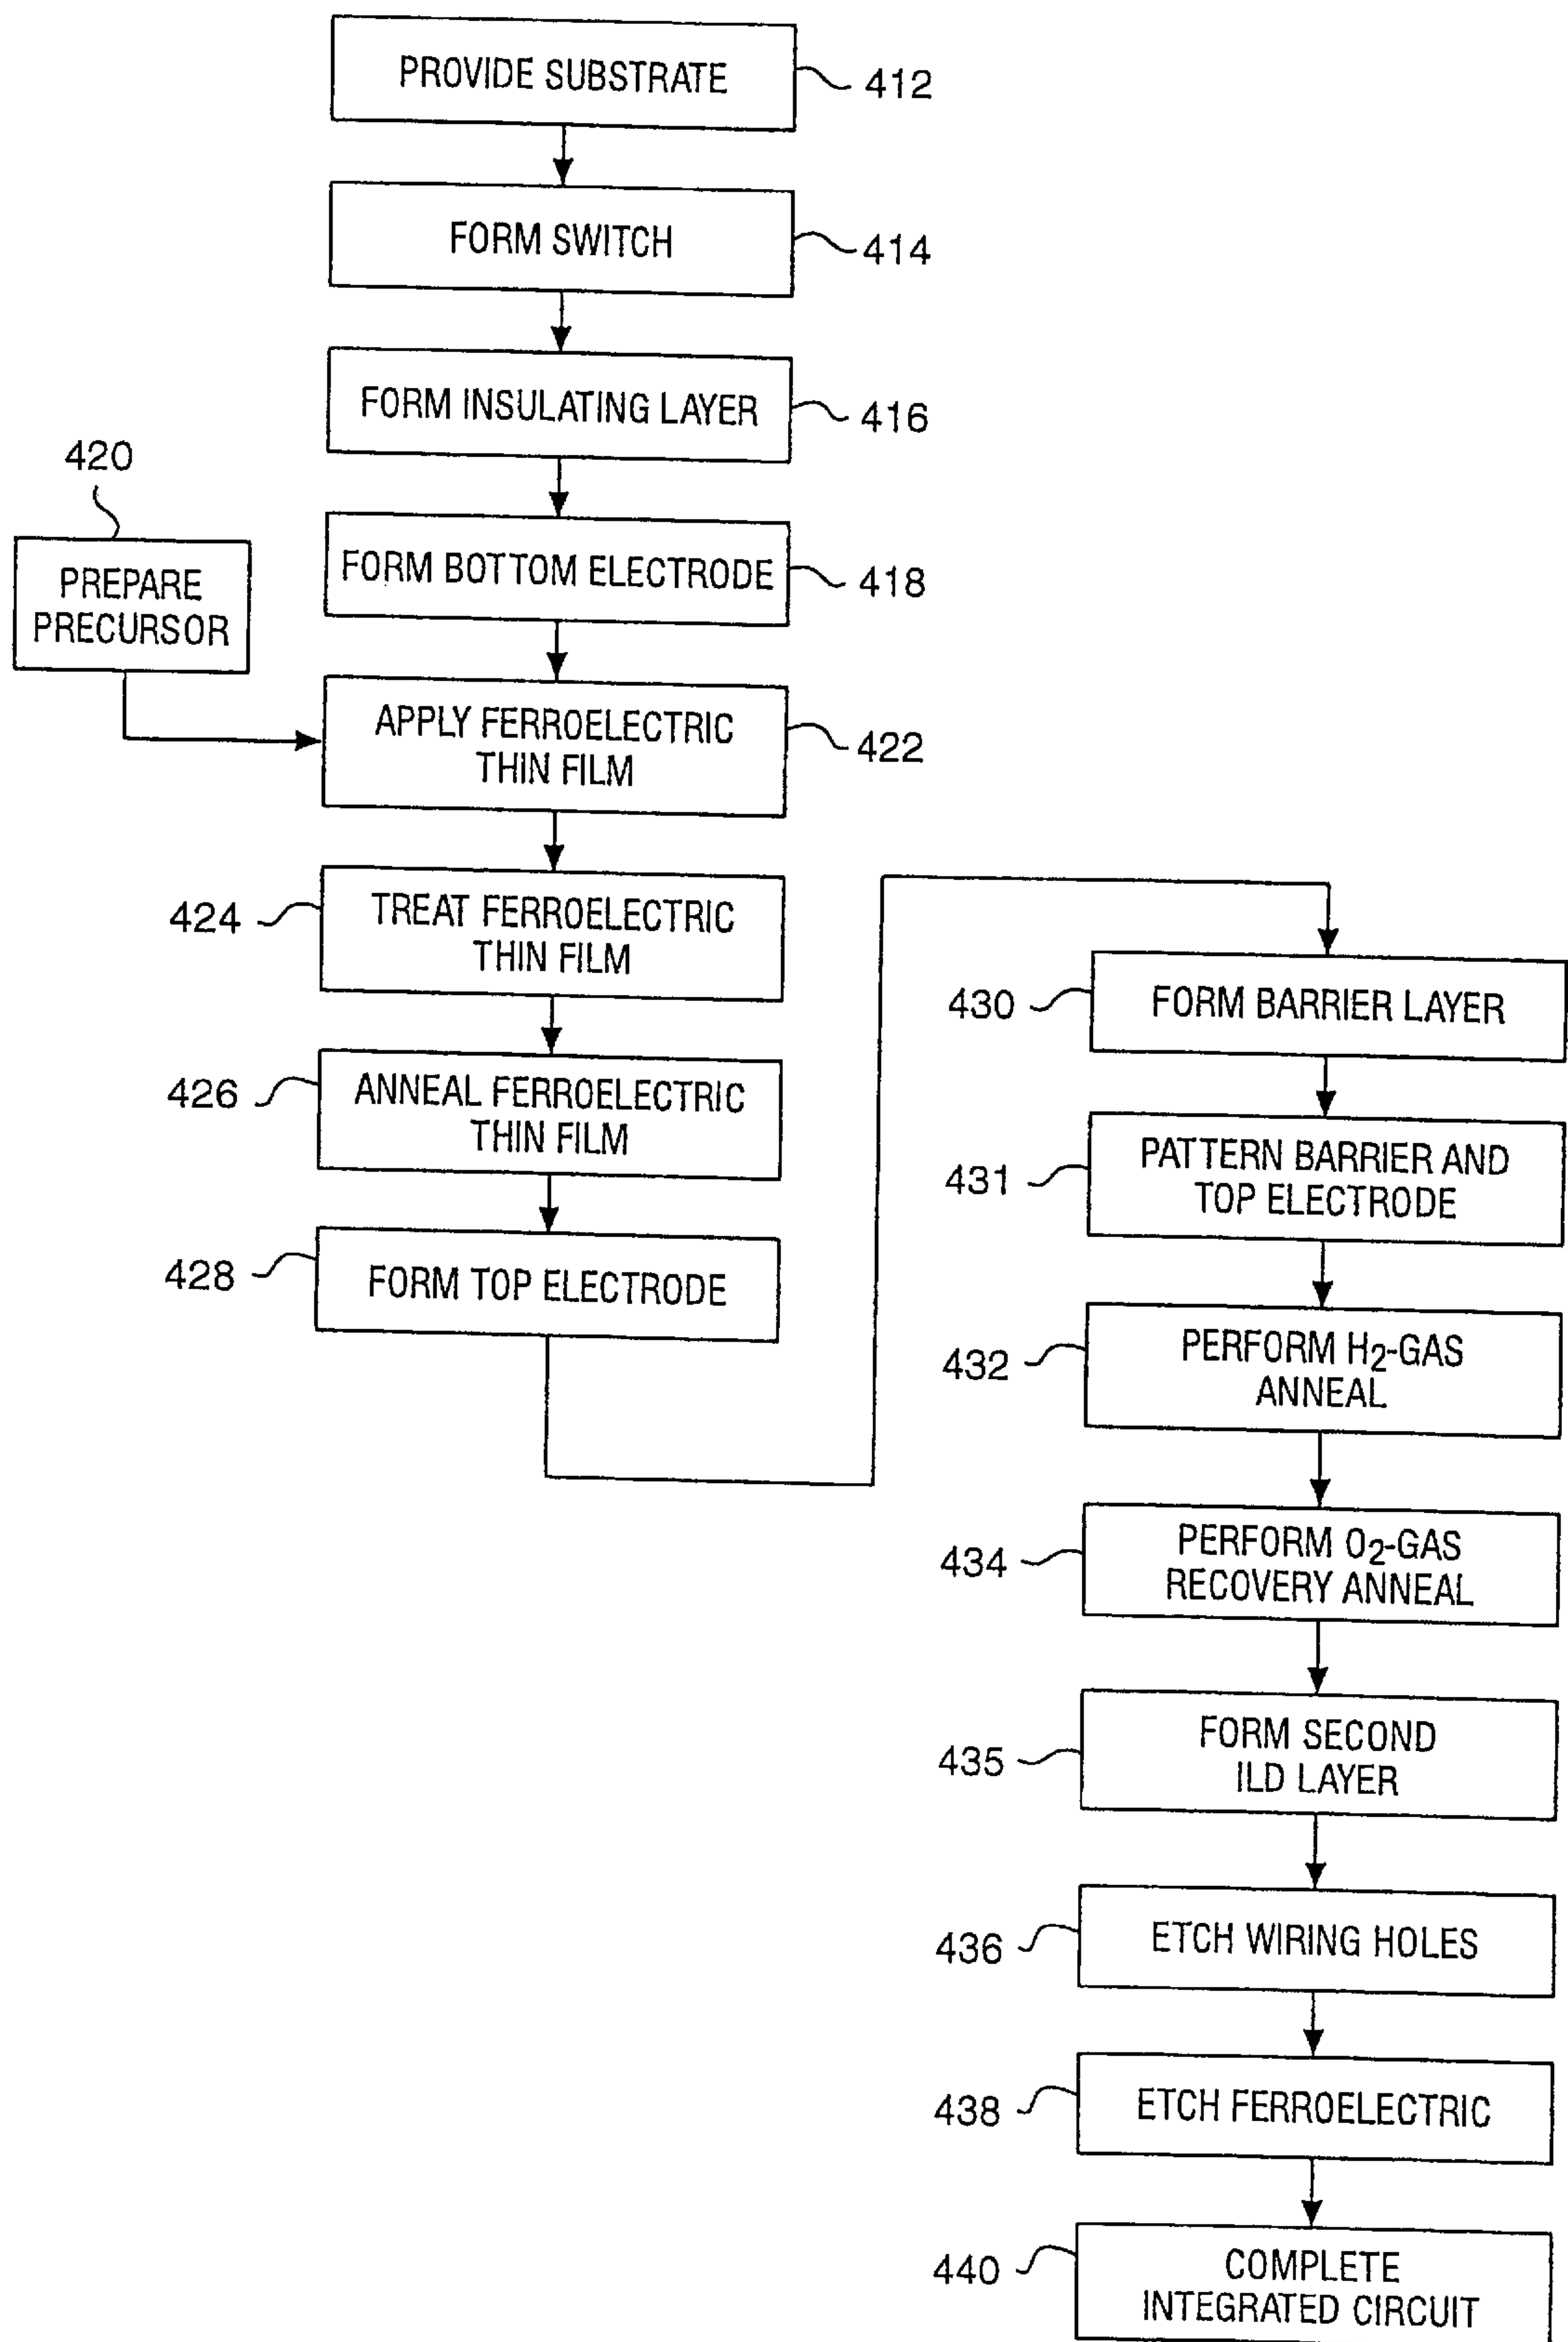 PROVIDE SUBSTRATE
412
FORM SWITCH
414
FORM INSULATING LAYER
416
420
PREPARE
PRECURSOR
FORM BOTTOM ELECTRODE
418
APPLY FERROELECTRIC
THIN FILM
422
424
TREAT FERROELECTRIC
THIN FILM
426
ANNEAL FERROELECTRIC
THIN FILM
428
FORM TOP ELECTRODE
430
FORM BARRIER LAYER
431
PATTERN BARRIER AND
TOP ELECTRODE
432
PERFORM H2-GAS
ANNEAL
434
PERFORM O2-GAS
RECOVERY ANNEAL
435
FORM SECOND
ILD LAYER
436
ETCH WIRING HOLES
438
ETCH FERROELECTRIC
440
COMPLETE
INTEGRATED CIRCUIT